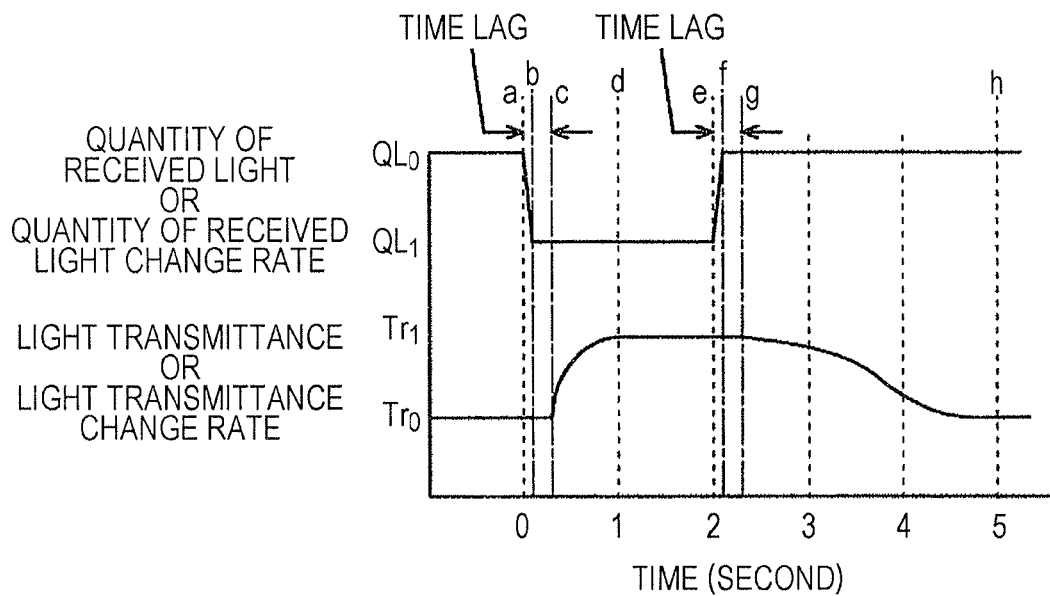 TIME LAG
TIME LAG
a b c d e f g h
QUANTITY OF
RECEIVED LIGHT
OR
QUANTITY OF RECEIVED
LIGHT CHANGE RATE
QL0
QL1
LIGHT TRANSMITTANCE
OR
LIGHT TRANSMITTANCE
CHANGE RATE
Tr1
Tr0
0 1 2 3 4 5
TIME (SECOND)